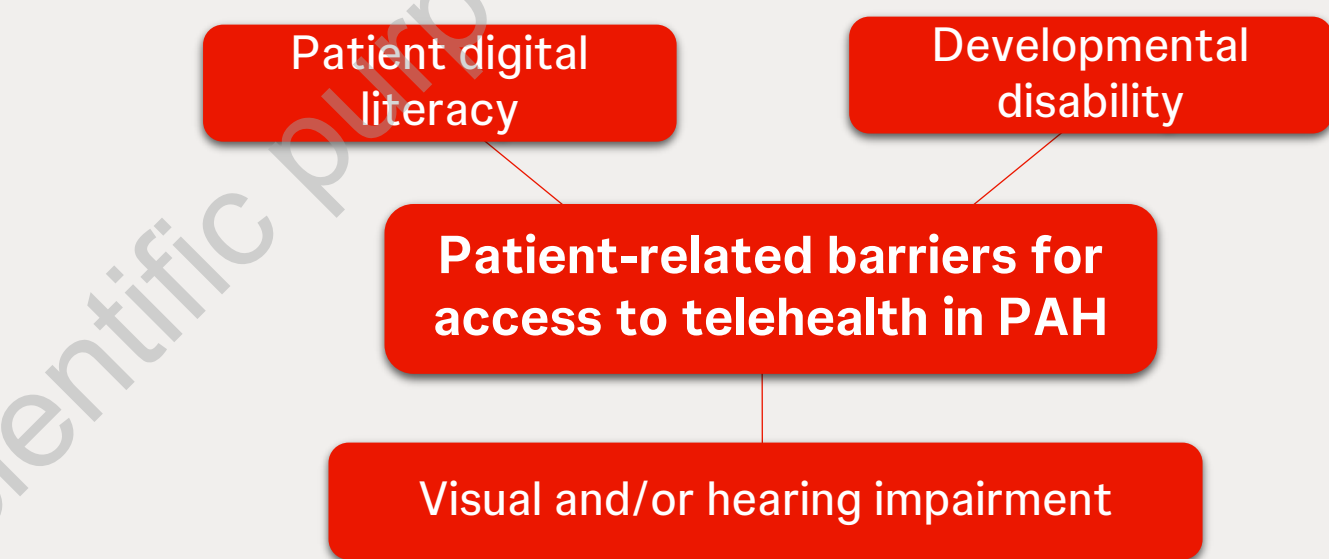 Patient digital
literacy
Developmental
disability
Patient-related barriers for
access to telehealth in PAH
Visual and/or hearing impairment